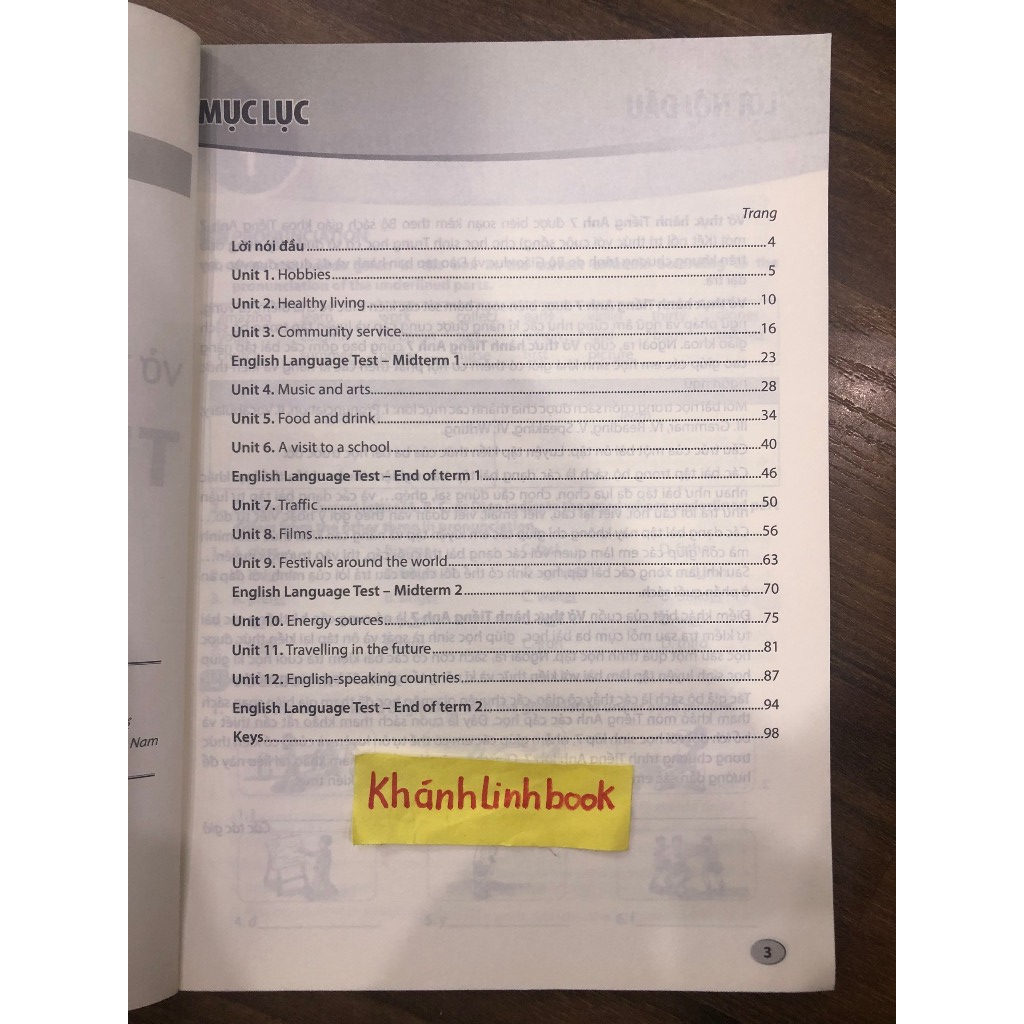 MỤC LỤC
Trang
Lời nói đầu 4
Unit 1. Hobbies 5
Unit 2. Healthy living 10
Unit 3. Community service 16
English Language Test – Midterm 1 23
Unit 4. Music and arts 28
Unit 5. Food and drink 34
Unit 6. A visit to a school 40
English Language Test – End of term 1 46
Unit 7. Traffic 50
Unit 8. Films 56
Unit 9. Festivals around the world 63
English Language Test – Midterm 2 70
Unit 10. Energy sources 75
Unit 11. Travelling in the future 81
Unit 12. English-speaking countries 87
English Language Test – End of term 2 94
Keys 98
Khánhlinhbook
3
VỞ
T
Nam